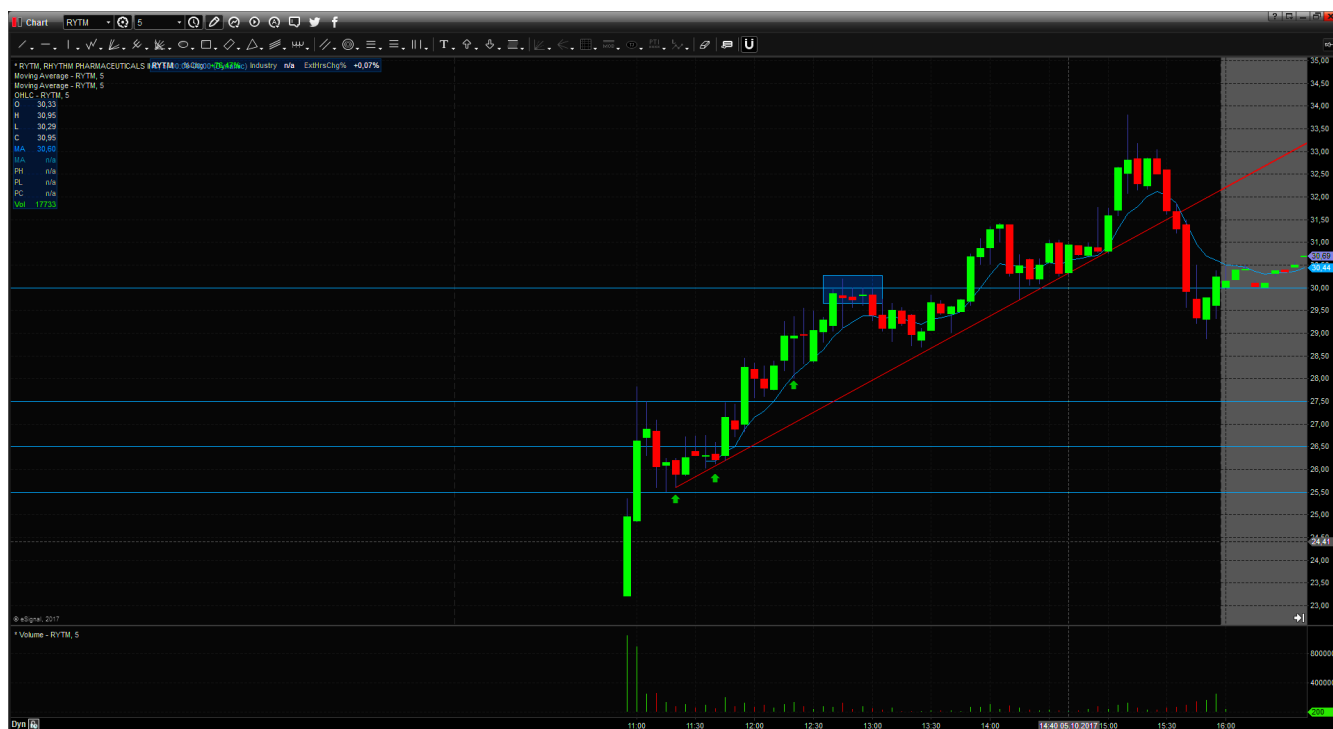 Chart RYTM 5
* RYTM, RHYTHM PHARMACEUTICALS
RYTM %Chg +76,47% Industry n/a ExtHrsChg% +0,07%
Moving Average - RYTM, 5
Moving Average - RYTM, 5
OHLC - RYTM, 5
O 30,33
H 30,95
L 30,29
C 30,95
MA 30,60
MA n/a
PH n/a
PL n/a
PC n/a
Vol 17733
35,00
34,50
34,00
33,50
33,00
32,50
32,00
31,50
31,00
30,69
30,44
30,00
29,50
29,00
28,50
28,00
27,50
27,00
26,50
26,00
25,50
25,00
24,41
24,00
23,50
23,00
© eSignal, 2017
* Volume - RYTM, 5
400000
200
Dyn
11:00 11:30 12:00 12:30 13:00 13:30 14:00 14:40 05.10 2017 15:00 15:30 16:00